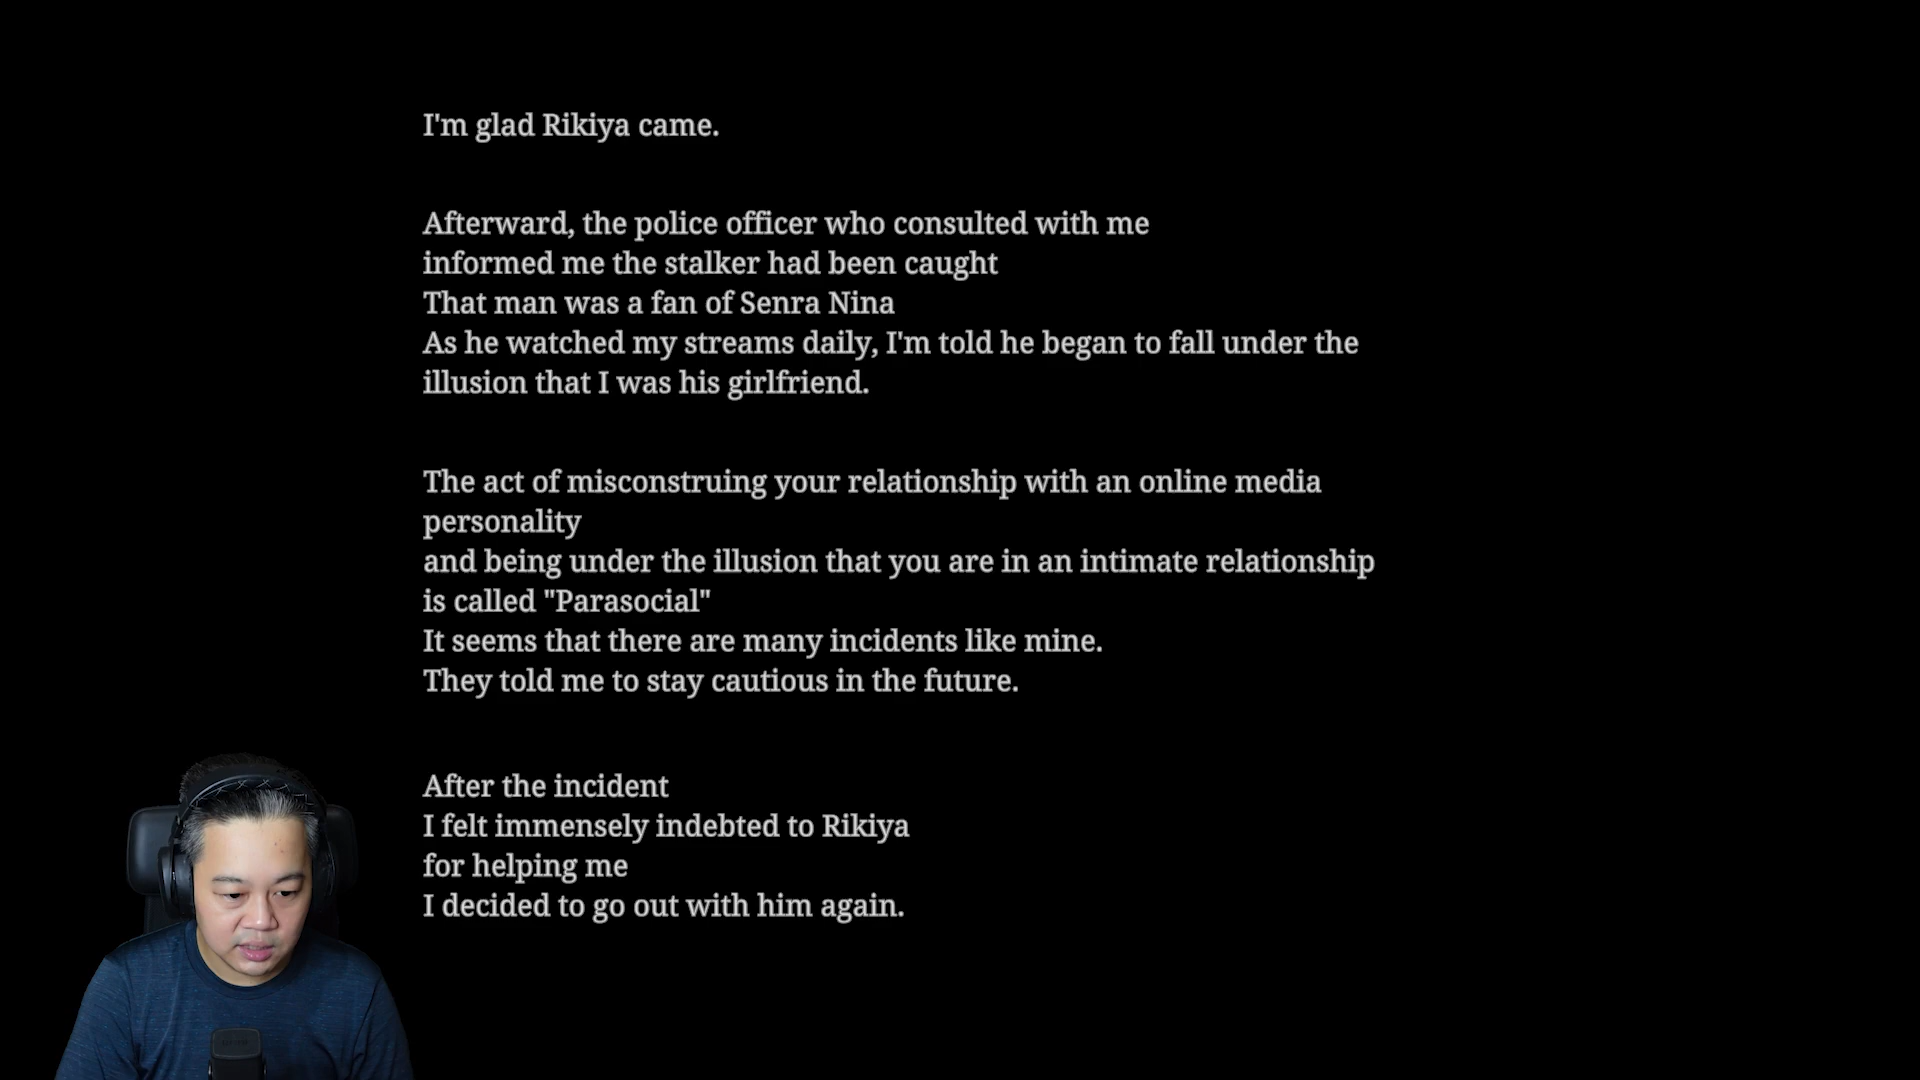 I'm glad Rikiya came.
Afterward, the police officer who consulted with me
informed me the stalker had been caught
That man was a fan of Senra Nina
As he watched my streams daily, I'm told he began to fall under the
illusion that I was his girlfriend.
The act of misconstruing your relationship with an online media
personality
and being under the illusion that you are in an intimate relationship
is called "Parasocial"
It seems that there are many incidents like mine.
They told me to stay cautious in the future.
After the incident
I felt immensely indebted to Rikiya
for helping me
I decided to go out with him again.